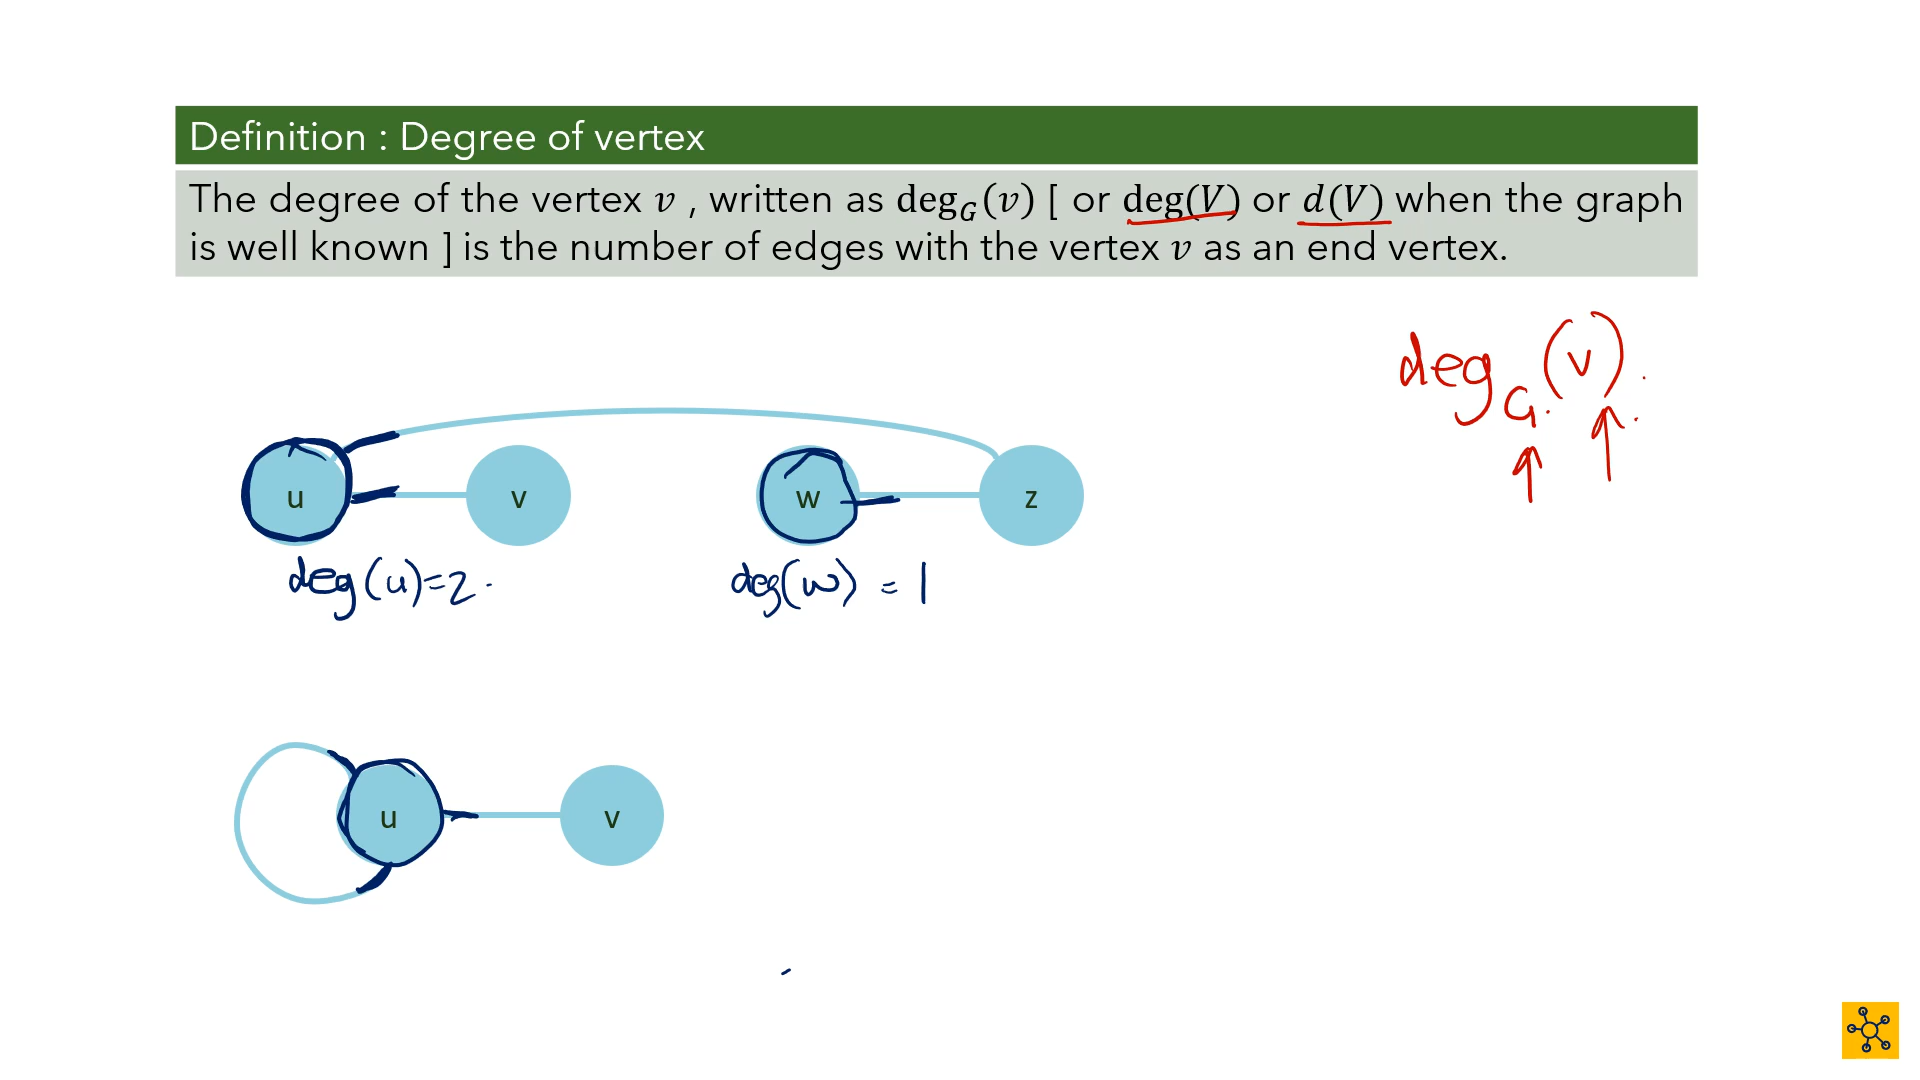 Definition : Degree of vertex
The degree of the vertex 𝑣 , written as deg_G(𝑣) [ or deg(V) or d(V) when the graph
is well known ] is the number of edges with the vertex 𝑣 as an end vertex.
deg_G(v)
u v w z
deg(u)=2
deg(w) = 1
u v